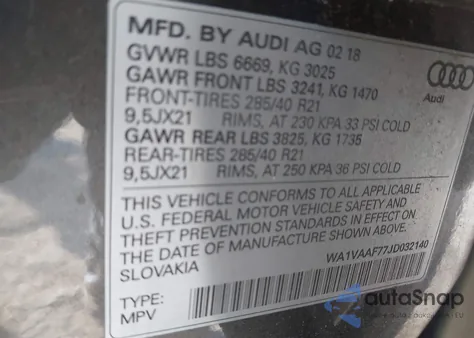 MFD. BY AUDI AG 02 18
GVWR LBS 6669, KG 3025
GAWR FRONT LBS 3241, KG 1470
FRONT-TIRES 285/40 R21
9,5JX21 RIMS, AT 230 KPA 33 PSI COLD
GAWR REAR LBS 3825, KG 1735
REAR-TIRES 285/40 R21
9,5JX21 RIMS, AT 250 KPA 36 PSI COLD
Audi
THIS VEHICLE CONFORMS TO ALL APPLICABLE
U.S. FEDERAL MOTOR VEHICLE SAFETY AND
THEFT PREVENTION STANDARDS IN EFFECT ON
THE DATE OF MANUFACTURE SHOWN ABOVE.
SLOVAKIA
WA1VAAF77JD032140
TYPE:
MPV
autaSnap